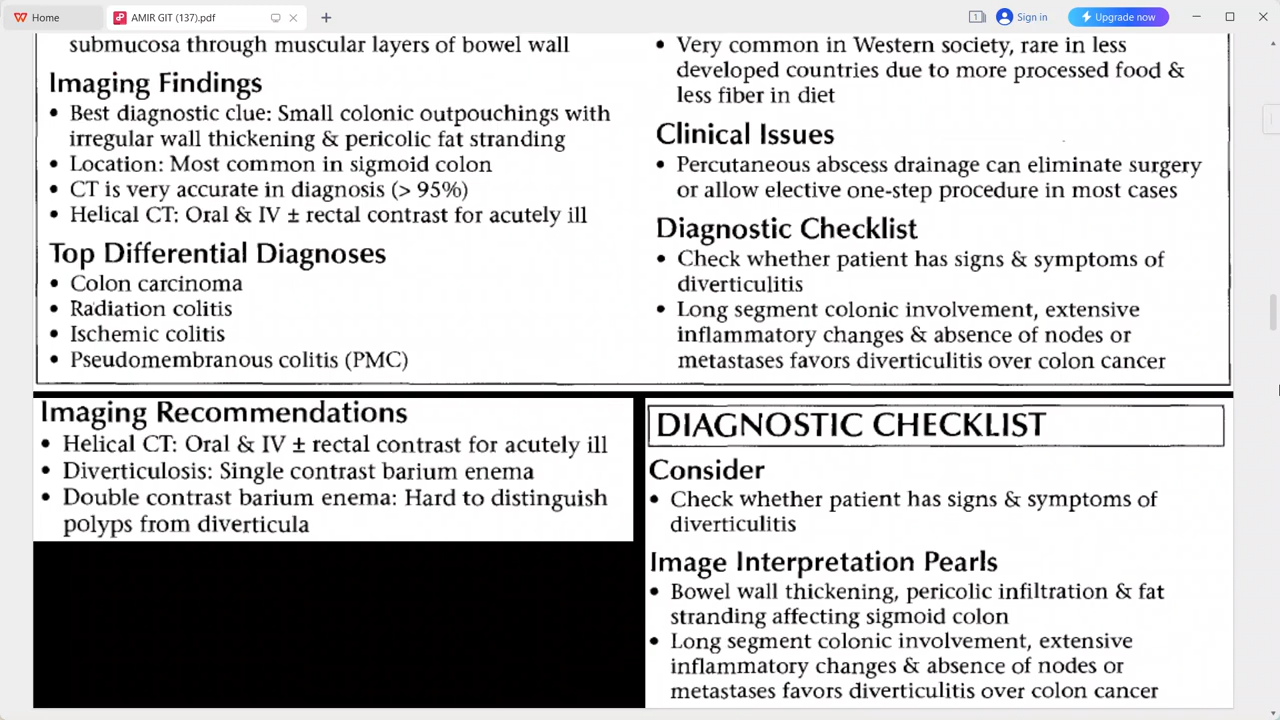 Home
AMIR GIT (137).pdf
1
Sign in
Upgrade now
submucosa through muscular layers of bowel wall
Imaging Findings
• Best diagnostic clue: Small colonic outpouchings with
irregular wall thickening & pericolic fat stranding
• Location: Most common in sigmoid colon
• CT is very accurate in diagnosis (> 95%)
• Helical CT: Oral & IV ± rectal contrast for acutely ill
Top Differential Diagnoses
• Colon carcinoma
• Radiation colitis
• Ischemic colitis
• Pseudomembranous colitis (PMC)
• Very common in Western society, rare in less
developed countries due to more processed food &
less fiber in diet
Clinical Issues
• Percutaneous abscess drainage can eliminate surgery
or allow elective one-step procedure in most cases
Diagnostic Checklist
• Check whether patient has signs & symptoms of
diverticulitis
• Long segment colonic involvement, extensive
inflammatory changes & absence of nodes or
metastases favors diverticulitis over colon cancer
Imaging Recommendations
• Helical CT: Oral & IV ± rectal contrast for acutely ill
• Diverticulosis: Single contrast barium enema
• Double contrast barium enema: Hard to distinguish
polyps from diverticula
DIAGNOSTIC CHECKLIST
Consider
• Check whether patient has signs & symptoms of
diverticulitis
Image Interpretation Pearls
• Bowel wall thickening, pericolic infiltration & fat
stranding affecting sigmoid colon
• Long segment colonic involvement, extensive
inflammatory changes & absence of nodes or
metastases favors diverticulitis over colon cancer